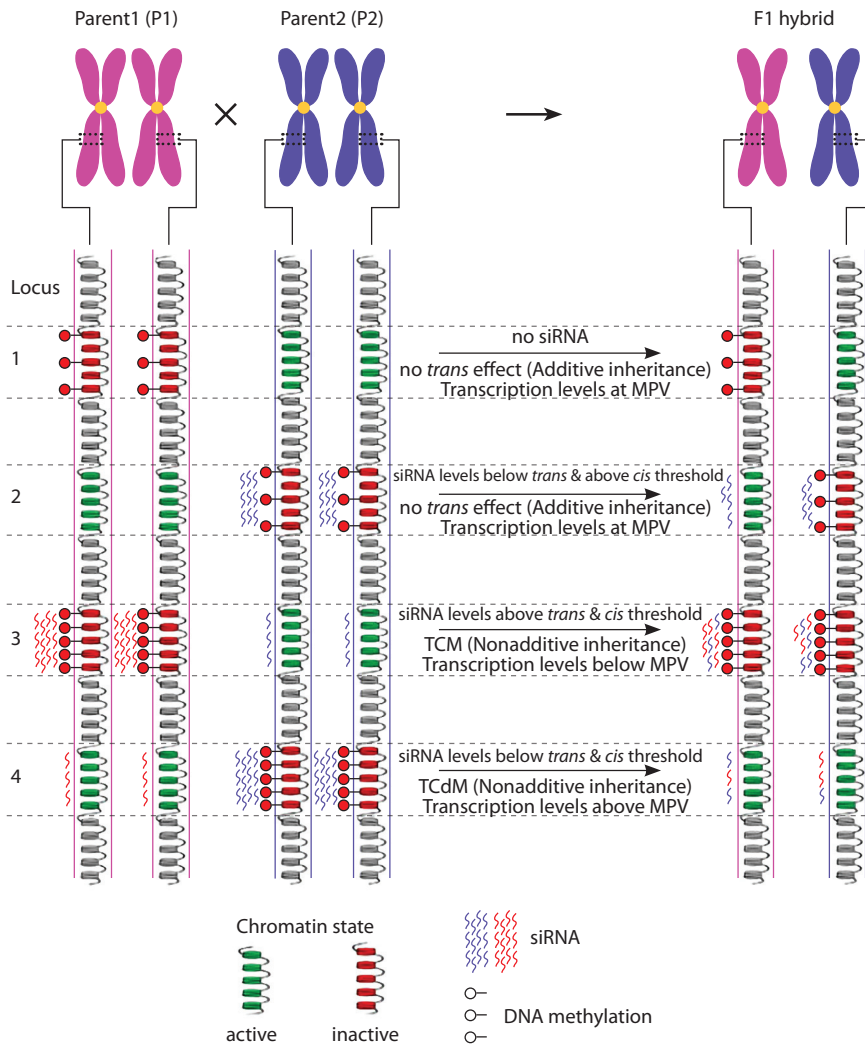 Parent1 (P1)
Parent2 (P2)
F1 hybrid
Locus
1
no siRNA
no trans effect (Additive inheritance)
Transcription levels at MPV
2
siRNA levels below trans & above cis threshold
no trans effect (Additive inheritance)
Transcription levels at MPV
3
siRNA levels above trans & cis threshold
TCM (Nonadditive inheritance)
Transcription levels below MPV
4
siRNA levels below trans & cis threshold
TCdM (Nonadditive inheritance)
Transcription levels above MPV
Chromatin state
active
inactive
siRNA
DNA methylation